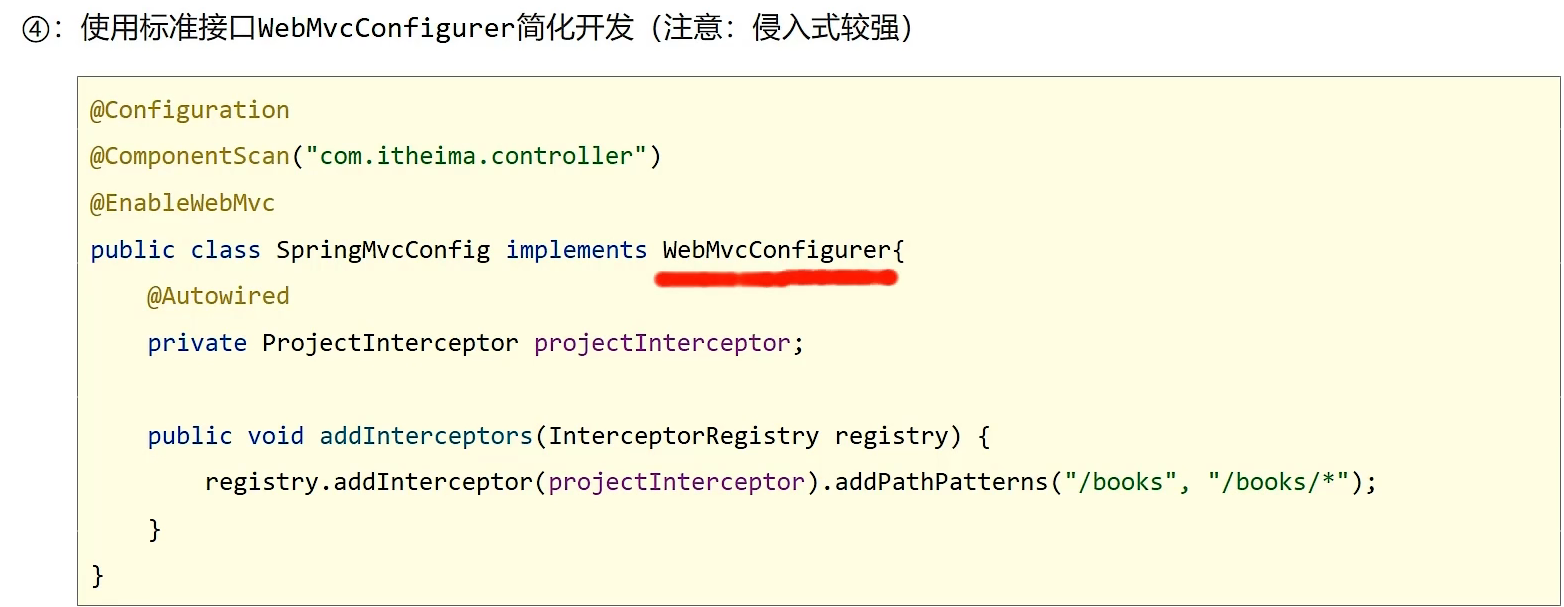 ④：使用标准接口WebMvcConfigurer简化开发（注意：侵入式较强）
@Configuration
@ComponentScan("com.itheima.controller")
@EnableWebMvc
public class SpringMvcConfig implements WebMvcConfigurer{
    @Autowired
    private ProjectInterceptor projectInterceptor;
    public void addInterceptors(InterceptorRegistry registry) {
        registry.addInterceptor(projectInterceptor).addPathPatterns("/books", "/books/*");
    }
}